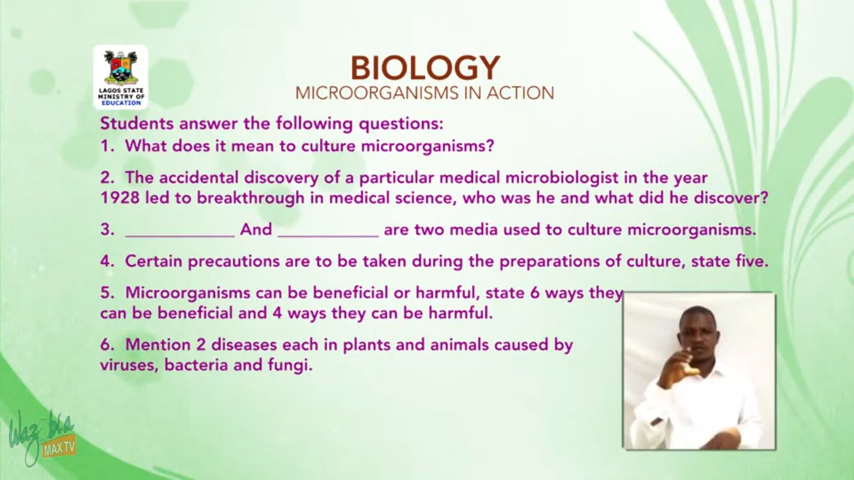 LAGOS STATE
MINISTRY OF
EDUCATION
BIOLOGY
MICROORGANISMS IN ACTION
Students answer the following questions:
1. What does it mean to culture microorganisms?
2. The accidental discovery of a particular medical microbiologist in the year
1928 led to breakthrough in medical science, who was he and what did he discover?
3. _____________ And ____________ are two media used to culture microorganisms.
4. Certain precautions are to be taken during the preparations of culture, state five.
5. Microorganisms can be beneficial or harmful, state 6 ways they
can be beneficial and 4 ways they can be harmful.
6. Mention 2 diseases each in plants and animals caused by
viruses, bacteria and fungi.
Wazobia
MAX TV